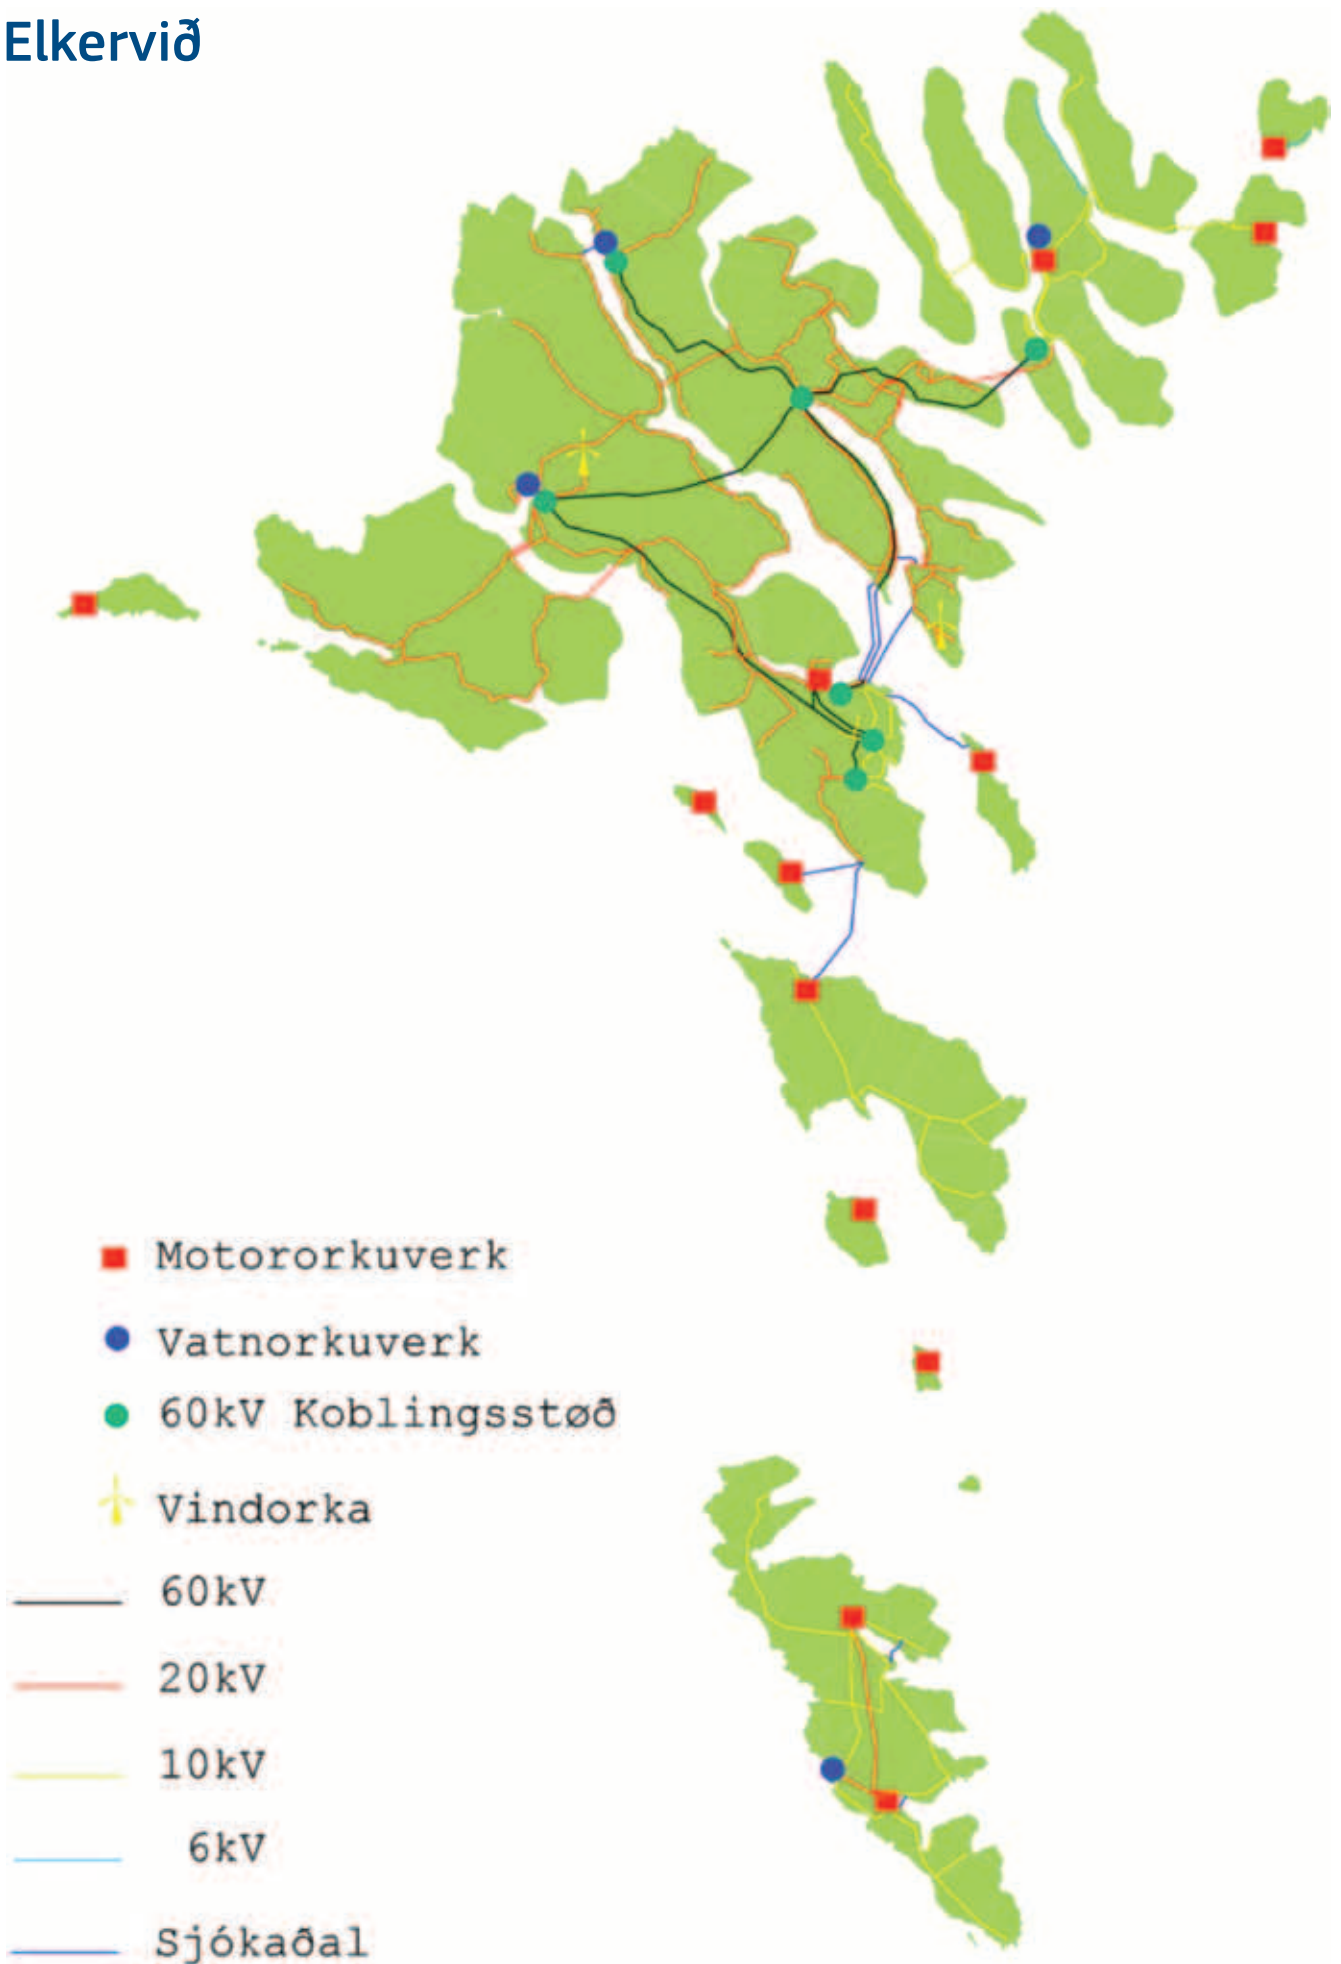 Elkervið
Motororkuverk
Vatnorkuverk
60kV Koblingsstøð
Vindorka
60kV
20kV
10kV
6kV
Sjókaðal